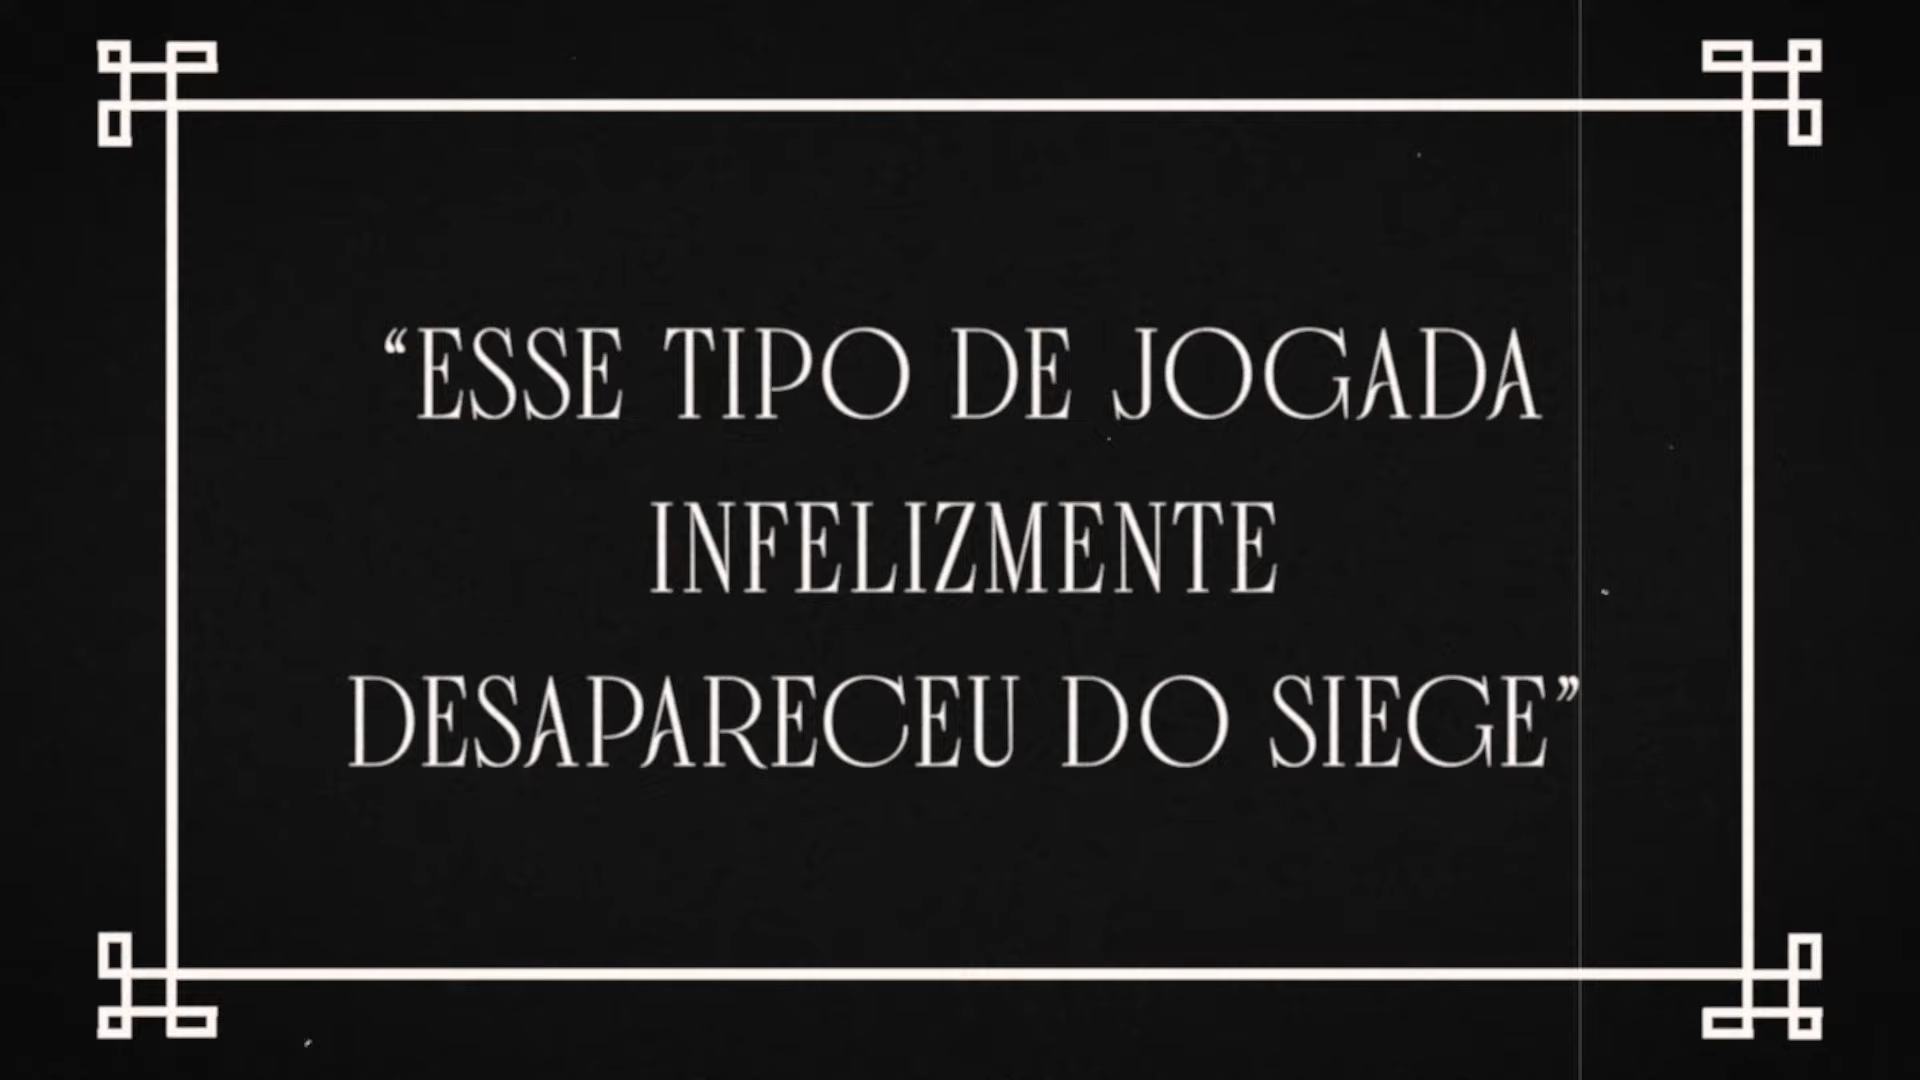 “ESSE TIPO DE JOGADA
INFELIZMENTE
DESAPARECEU DO SIEGE”